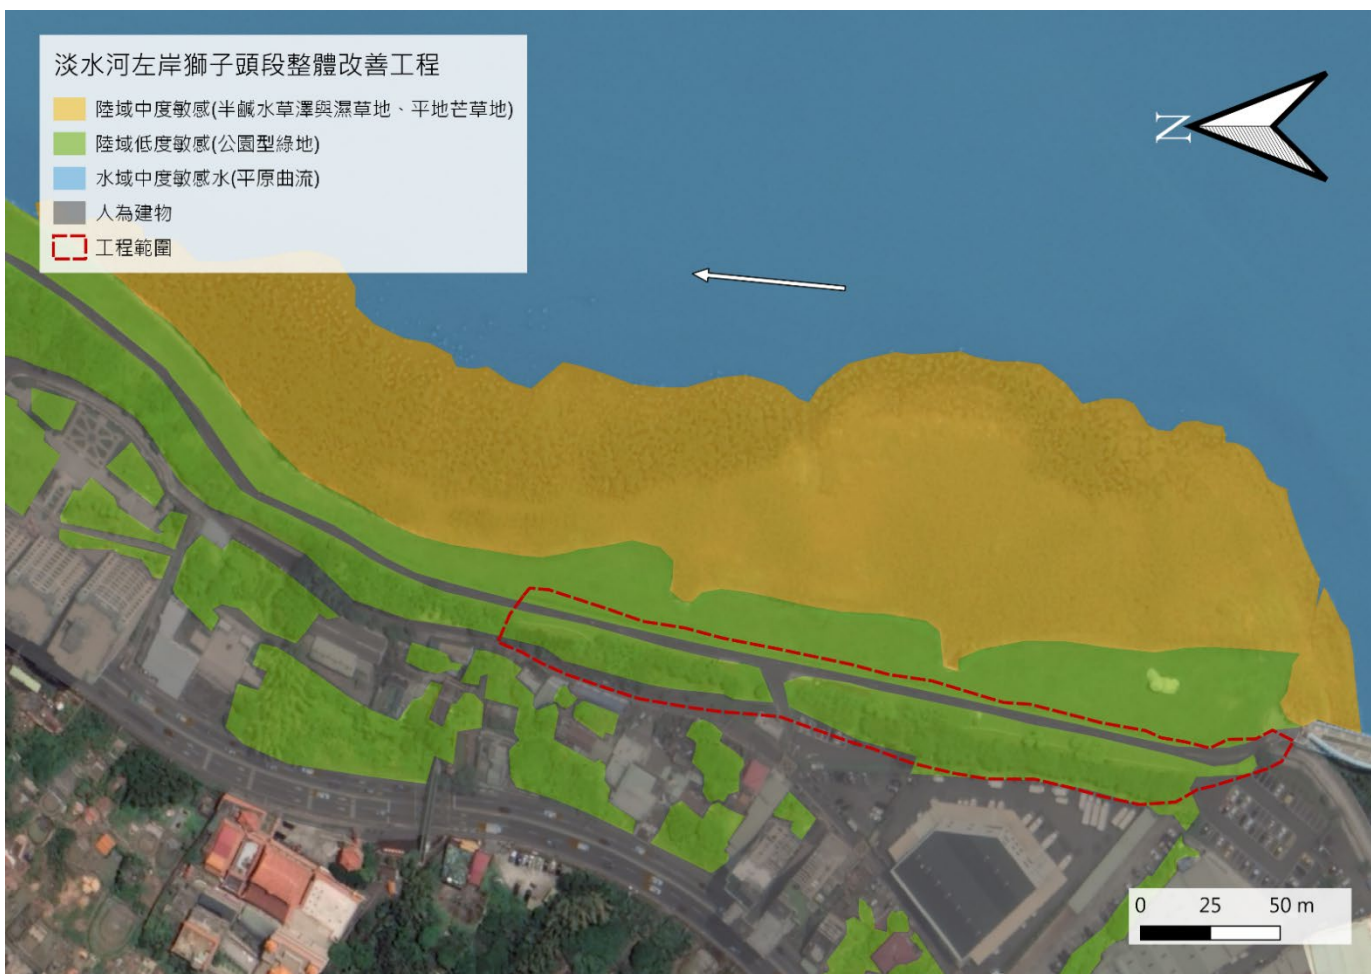 淡水河左岸獅子頭段整體改善工程
陸域中度敏感(半鹹水草澤與濕草地、平地芒草地)
陸域低度敏感(公園型綠地)
水域中度敏感水(平原曲流)
人為建物
工程範圍
N
0 25 50 m